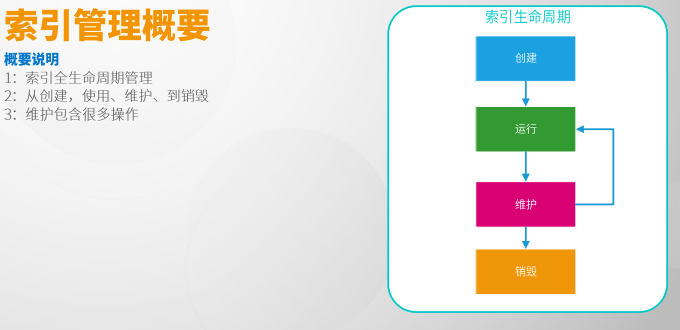 索引管理概要
概要说明
1：索引全生命周期管理
2：从创建，使用、维护、到销毁
3：维护包含很多操作
索引生命周期
创建
运行
维护
销毁